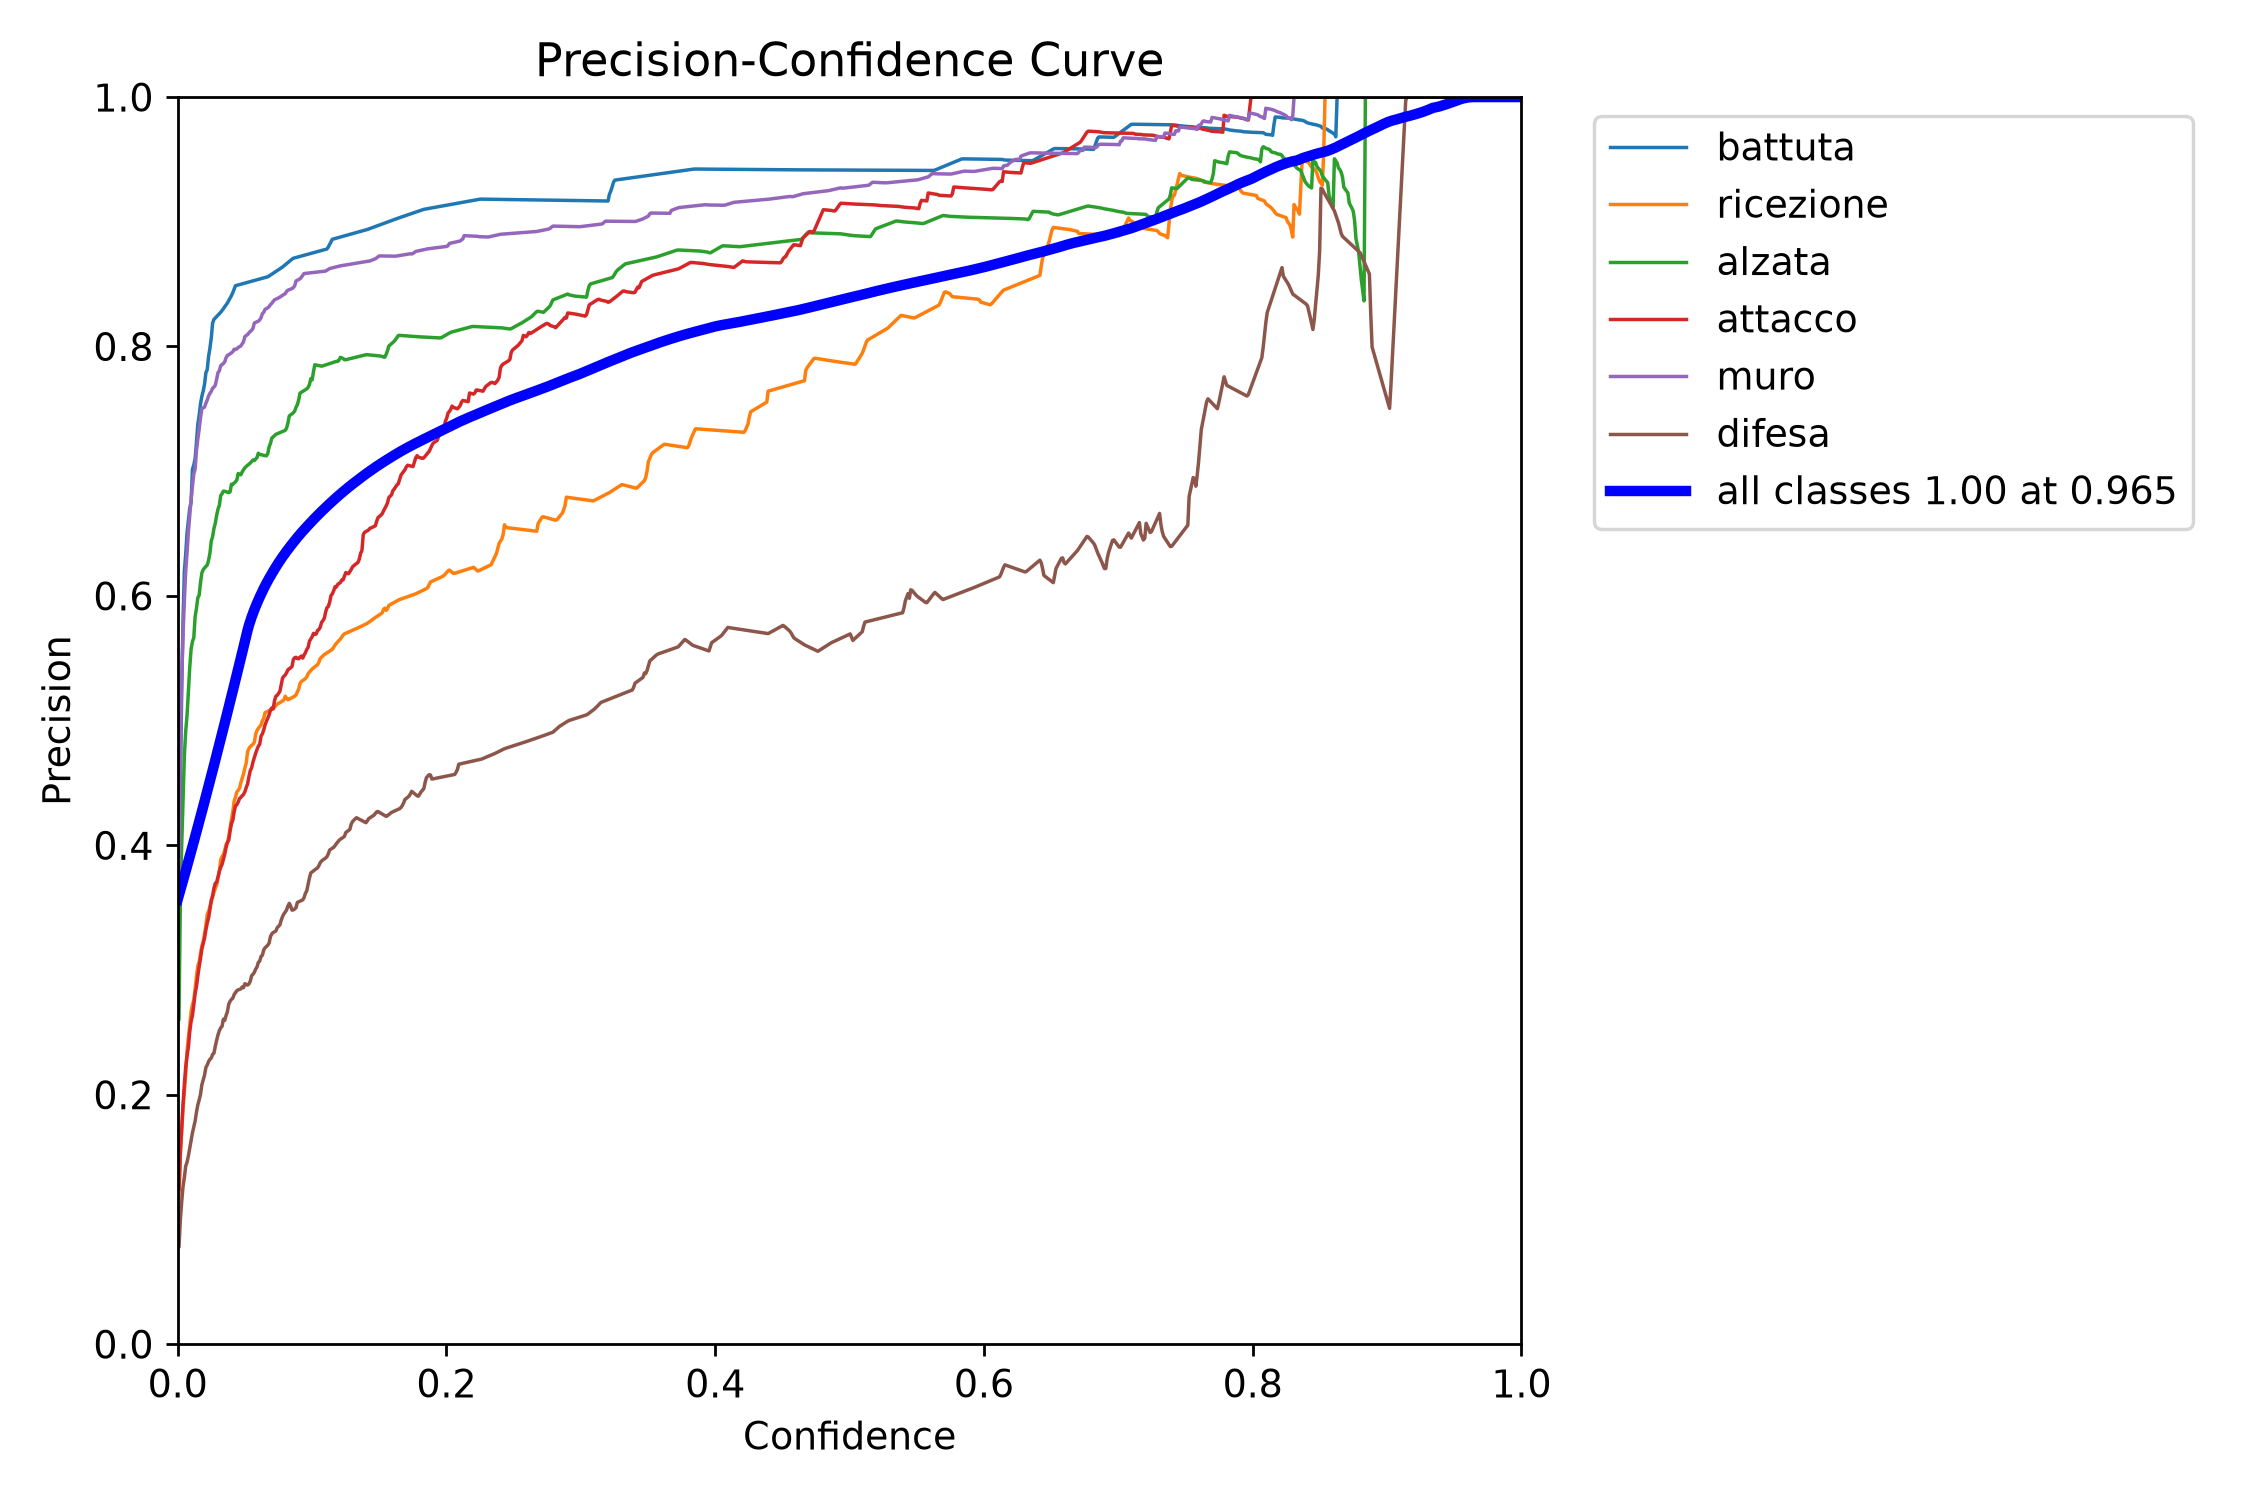 Precision-Confidence Curve
Precision
1.0
0.8
0.6
0.4
0.2
0.0
0.0 0.2 0.4 0.6 0.8 1.0
Confidence
battuta
ricezione
alzata
attacco
muro
difesa
all classes 1.00 at 0.965